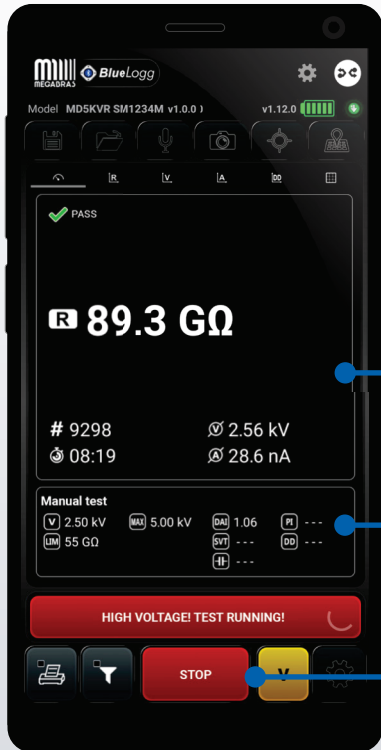 MEGABRAS
BlueLogg
Model MD5KVR SM1234M v1.0.0 )
v1.12.0
EMS
R V A DD
PASS
R 89.3 GΩ
# 9298
V 2.56 kV
08:19
A 28.6 nA
Manual test
V 2.50 kV MAX 5.00 kV DAI 1.06 PI ---
LIM 55 GΩ SVT --- DD ---
---
HIGH VOLTAGE! TEST RUNNING!
STOP
V